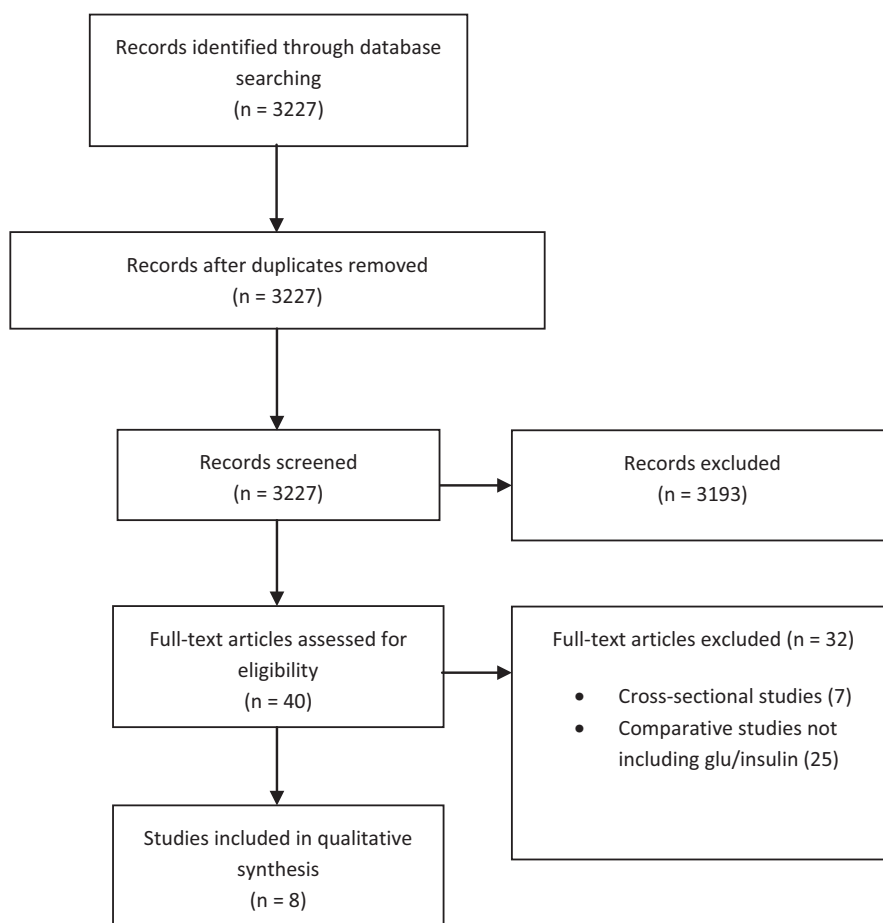 Records identified through database
searching
(n = 3227)
Records after duplicates removed
(n = 3227)
Records screened
(n = 3227)
Records excluded
(n = 3193)
Full-text articles assessed for
eligibility
(n = 40)
Full-text articles excluded (n = 32)
• Cross-sectional studies (7)
• Comparative studies not
including glu/insulin (25)
Studies included in qualitative
synthesis
(n = 8)